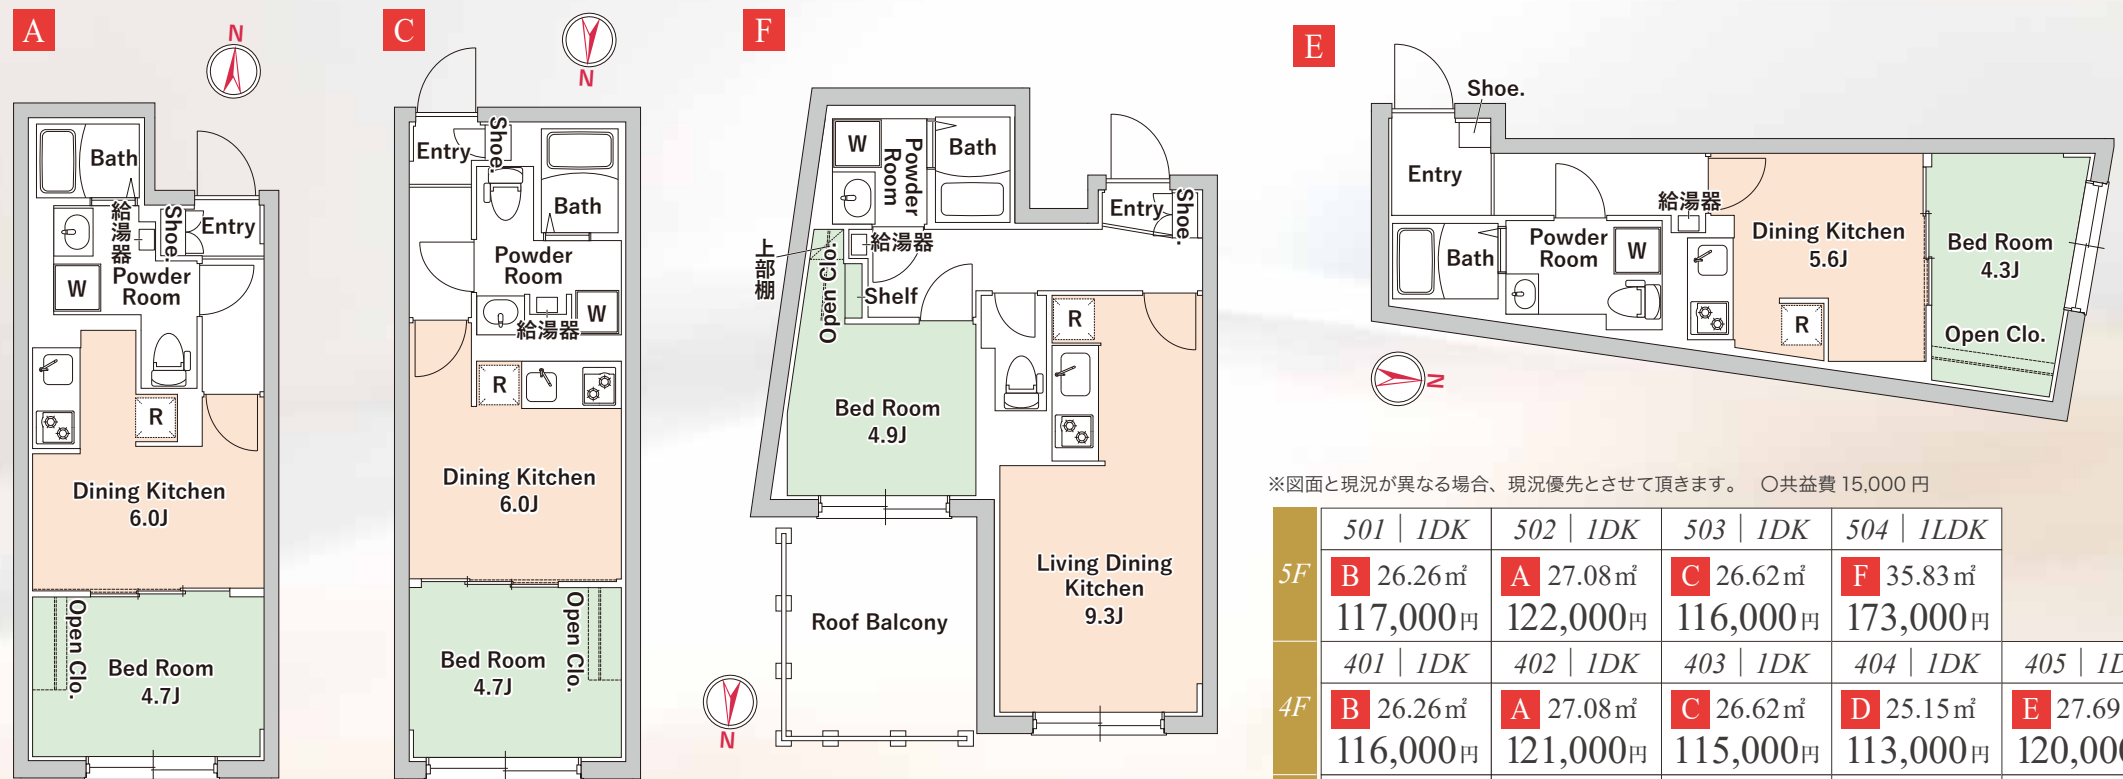 A
N
Bath
給湯器
Shoe.
Entry
W
Powder
Room
R
Dining Kitchen
6.0J
Open Clo.
Bed Room
4.7J
C
N
Entry
Shoe.
Bath
Powder
Room
給湯器
W
R
Dining Kitchen
6.0J
Bed Room
4.7J
Open Clo.
F
W
Powder
Room
Bath
Entry
Shoe.
上部棚
Open Clo.
給湯器
Shelf
R
Bed Room
4.9J
Living Dining
Kitchen
9.3J
Roof Balcony
N
E
Shoe.
Entry
給湯器
Bath
Powder
Room
W
Dining Kitchen
5.6J
R
Bed Room
4.3J
Open Clo.
N
※図面と現況が異なる場合、現況優先とさせて頂きます。 〇共益費 15,000 円
5F
501 | 1DK 502 | 1DK 503 | 1DK 504 | 1LDK
B 26.26㎡ A 27.08㎡ C 26.62㎡ F 35.83㎡
117,000円 122,000円 116,000円 173,000円
4F
401 | 1DK 402 | 1DK 403 | 1DK 404 | 1DK 405 | 1D
B 26.26㎡ A 27.08㎡ C 26.62㎡ D 25.15㎡ E 27.69
116,000円 121,000円 115,000円 113,000円 120,000